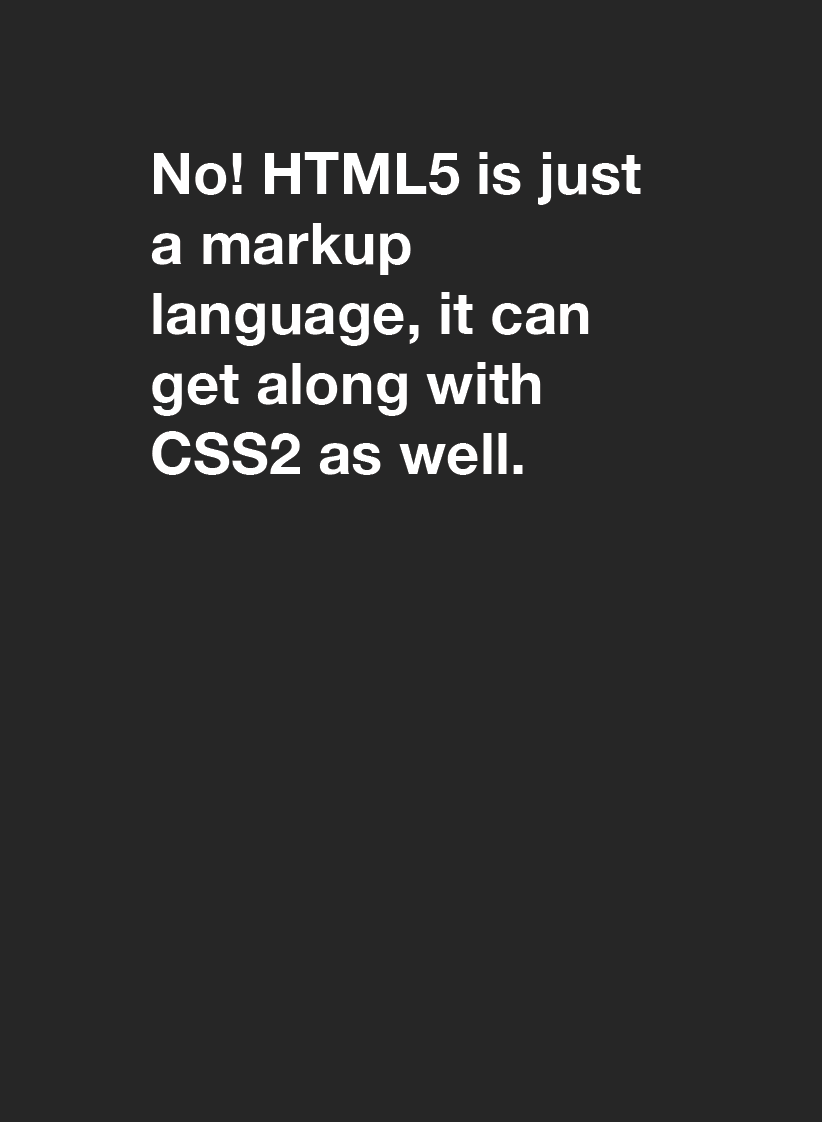 No! HTML5 is just
a markup
language, it can
get along with
CSS2 as well.